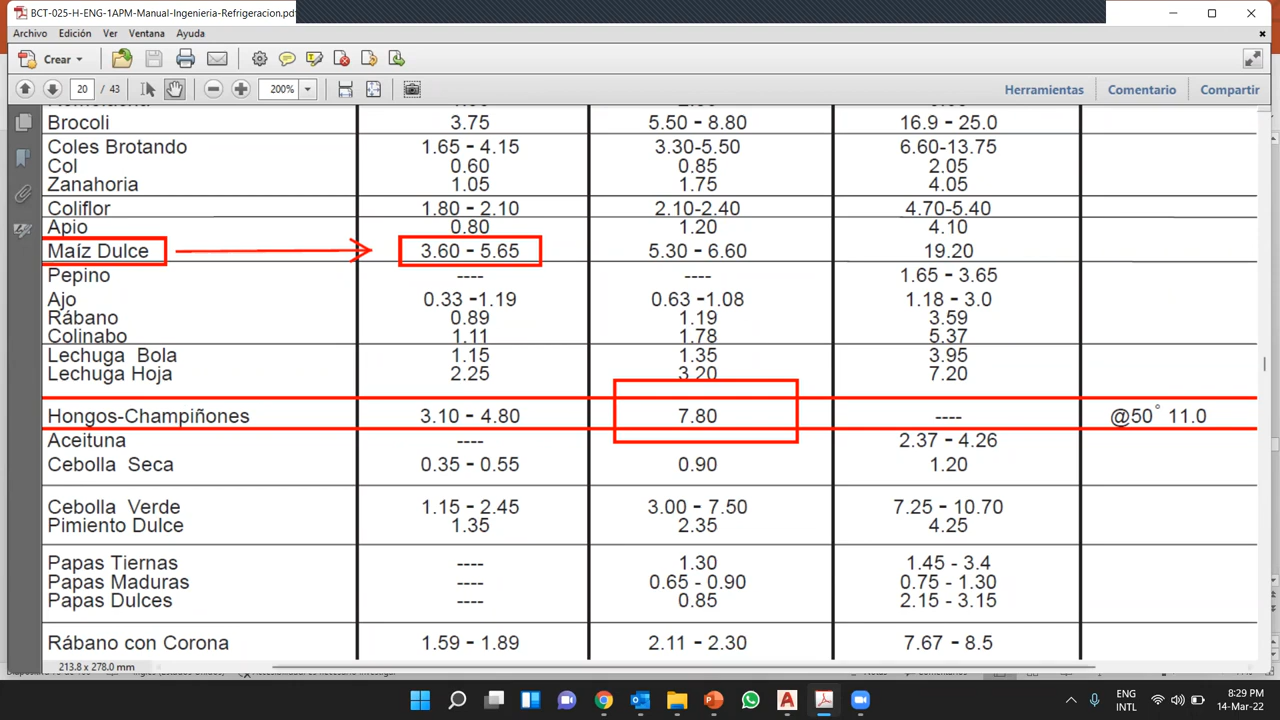 BCT-025-H-ENG-1APM-Manual-Ingenieria-Refrigeracion.pdf
Archivo Edición Ver Ventana Ayuda
Crear
20 / 43 200% Herramientas Comentario Compartir
Brocoli 3.75 5.50 - 8.80 16.9 - 25.0
Coles Brotando 1.65 - 4.15 3.30-5.50 6.60-13.75
Col 0.60 0.85 2.05
Zanahoria 1.05 1.75 4.05
Coliflor 1.80 - 2.10 2.10-2.40 4.70-5.40
Apio 0.80 1.20 4.10
Maíz Dulce 3.60 - 5.65 5.30 - 6.60 19.20
Pepino ---- ---- 1.65 - 3.65
Ajo 0.33 -1.19 0.63 -1.08 1.18 - 3.0
Rábano 0.89 1.19 3.59
Colinabo 1.11 1.78 5.37
Lechuga Bola 1.15 1.35 3.95
Lechuga Hoja 2.25 3.20 7.20
Hongos-Champiñones 3.10 - 4.80 7.80 ---- @50° 11.0
Aceituna ---- 2.37 - 4.26
Cebolla Seca 0.35 - 0.55 0.90 1.20
Cebolla Verde 1.15 - 2.45 3.00 - 7.50 7.25 - 10.70
Pimiento Dulce 1.35 2.35 4.25
Papas Tiernas ---- 1.30 1.45 - 3.4
Papas Maduras ---- 0.65 - 0.90 0.75 - 1.30
Papas Dulces ---- 0.85 2.15 - 3.15
Rábano con Corona 1.59 - 1.89 2.11 - 2.30 7.67 - 8.5
213.8 x 278.0 mm
ENG
INTL
8:29 PM
14-Mar-22